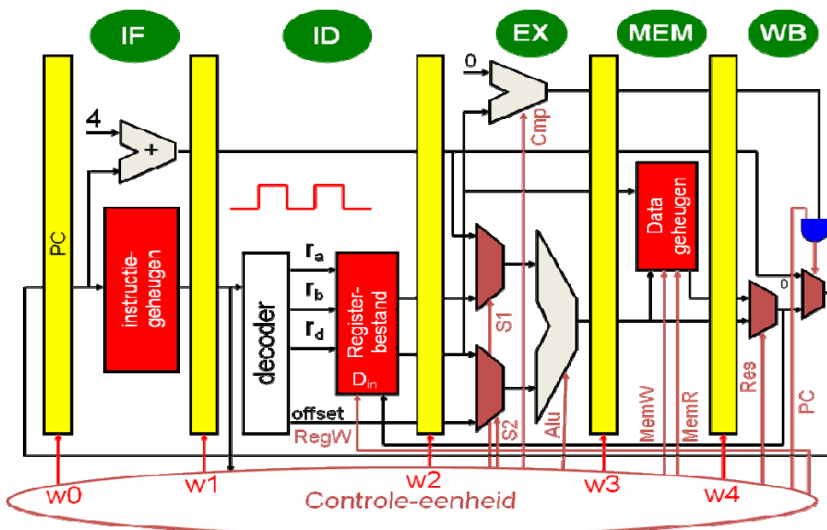 IF
ID
EX
MEM
WB
0
4
+
Cmp
PC
instructie-
geheugen
decoder
ra
rb
rd
Register-
bestand
Din
offset
RegW
S1
S2
Alu
Data
geheugen
MemW
MemR
0
Res
PC
w0
w1
w2
w3
w4
Controle-eenheid